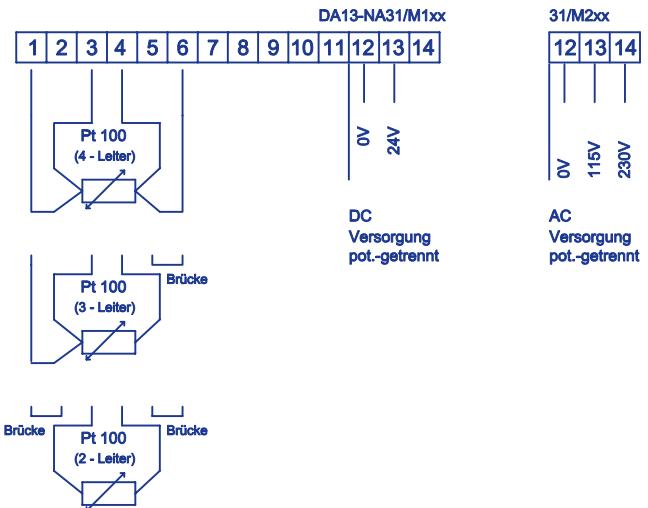 DA13-NA31/M1xx 31/M2xx
1 2 3 4 5 6 7 8 9 10 11 12 13 14 12 13 14
Pt 100
(4 - Leiter)
0V 24V
0V 115V 230V
DC
Versorgung
pot.-getrennt
AC
Versorgung
pot.-getrennt
Brücke
Pt 100
(3 - Leiter)
Brücke Brücke
Pt 100
(2 - Leiter)